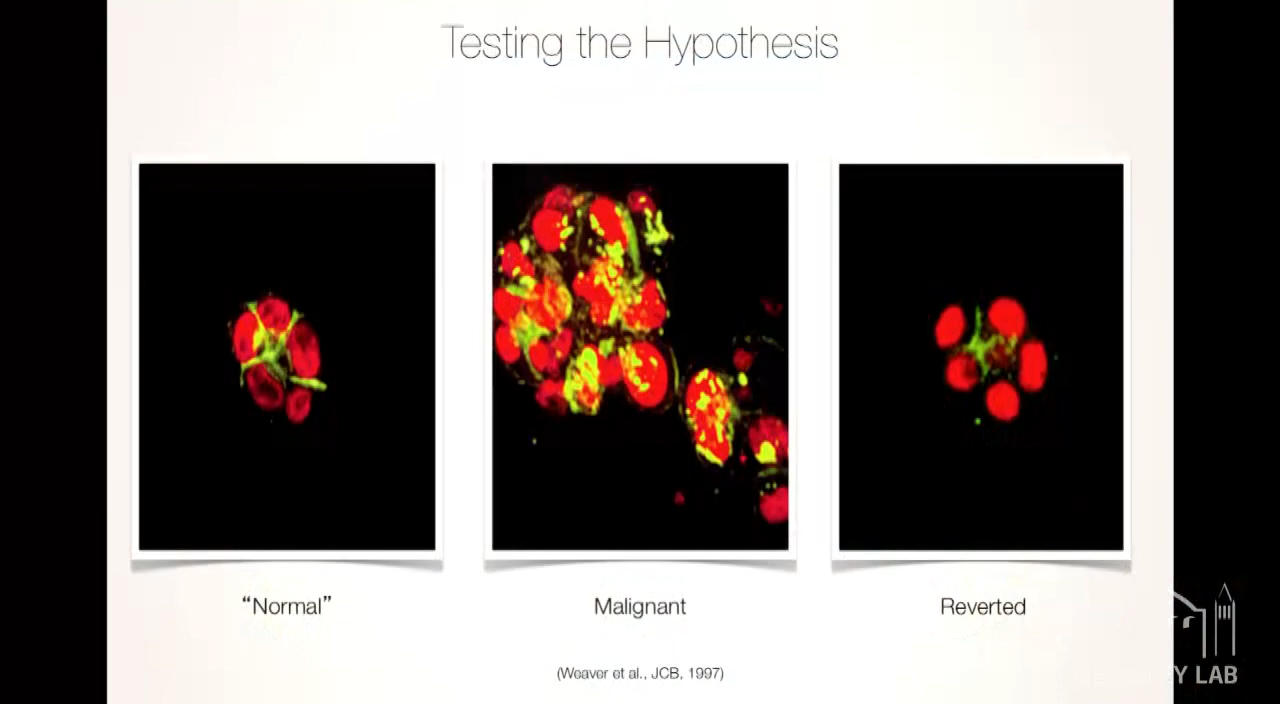 Testing the Hypothesis
“Normal”
Malignant
Reverted
(Weaver et al., JCB, 1997)
Y LAB